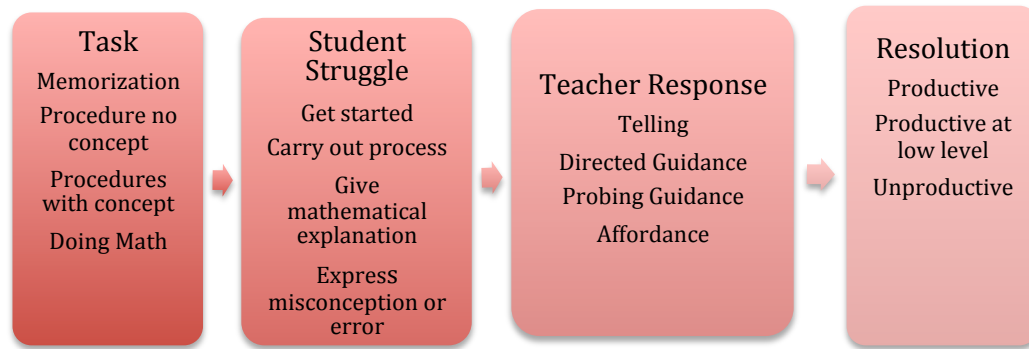 Task
Memorization
Procedure no
concept
Procedures
with concept
Doing Math
Student
Struggle
Get started
Carry out process
Give
mathematical
explanation
Express
misconception or
error
Teacher Response
Telling
Directed Guidance
Probing Guidance
Affordance
Resolution
Productive
Productive at
low level
Unproductive